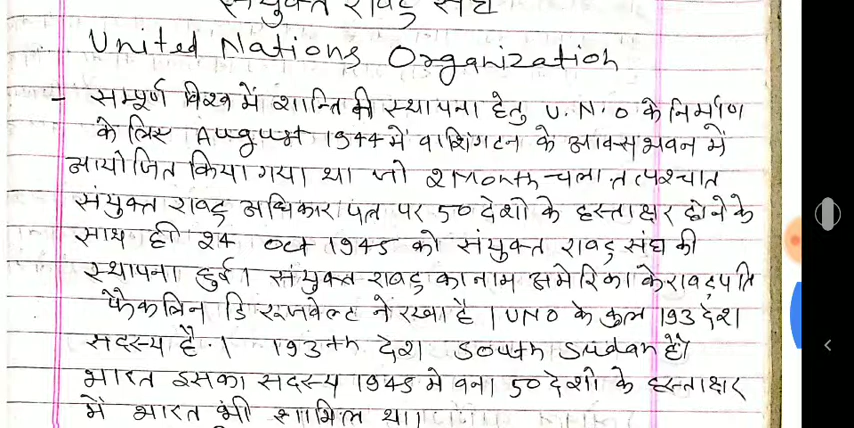 संयुक्त राष्ट्र संघ
United Nations Organization
- सम्पूर्ण विश्व में शान्ति की स्थापना हेतु U.N.O के निर्माण
के लिए August 1944 में वाशिंगटन के आक्स भवन में
आयोजित किया गया था जो 2 Month चला तत्पश्चात
संयुक्त राष्ट्र अधिकार पत्र पर 50 देशो के हस्ताक्षर होने के
साथ ही 24 Oct 1945 को संयुक्त राष्ट्र संघ की
स्थापना हुई। संयुक्त राष्ट्र का नाम अमेरिका के राष्ट्रपति
फ्रैकलिन डि रूजवेल्ट ने रखा है। UNO के कुल 193 देश
सदस्य है। 193th देश South Sudan है।
भारत इसका सदस्य 1945 मे बना 50 देशो के हस्ताक्षर
में भारत भी शामिल था।